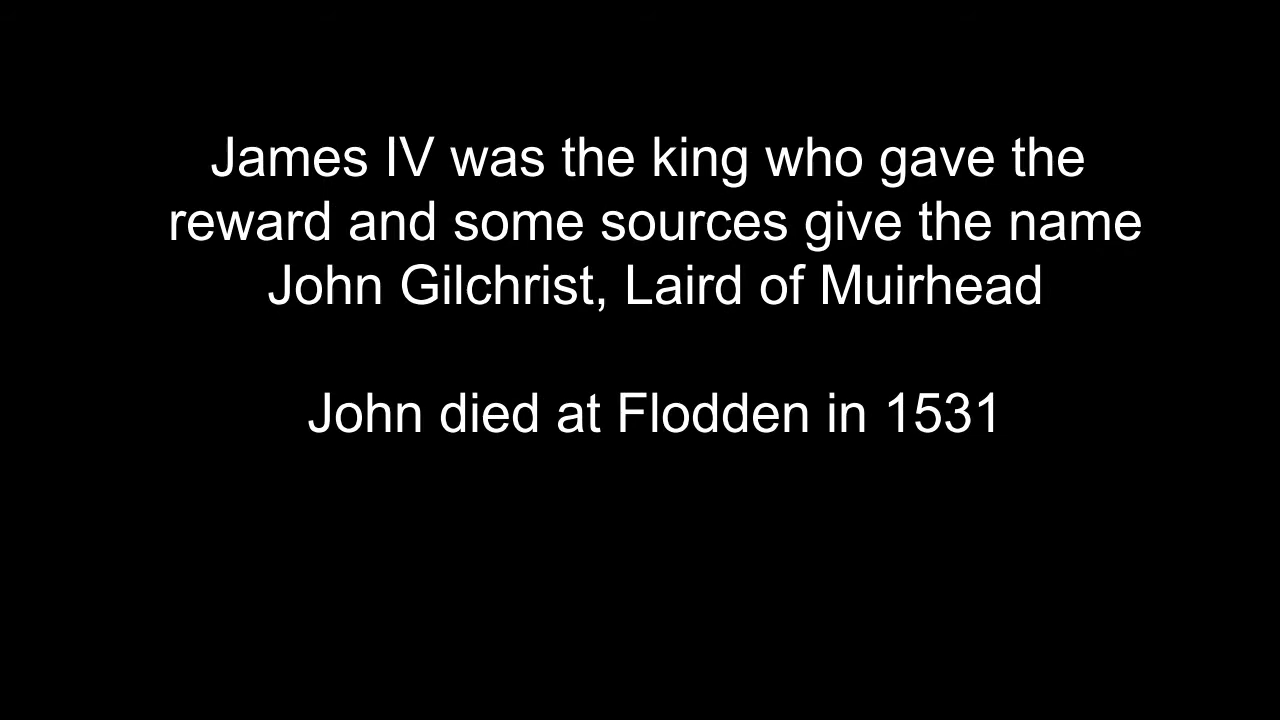 James IV was the king who gave the
reward and some sources give the name
John Gilchrist, Laird of Muirhead
John died at Flodden in 1531